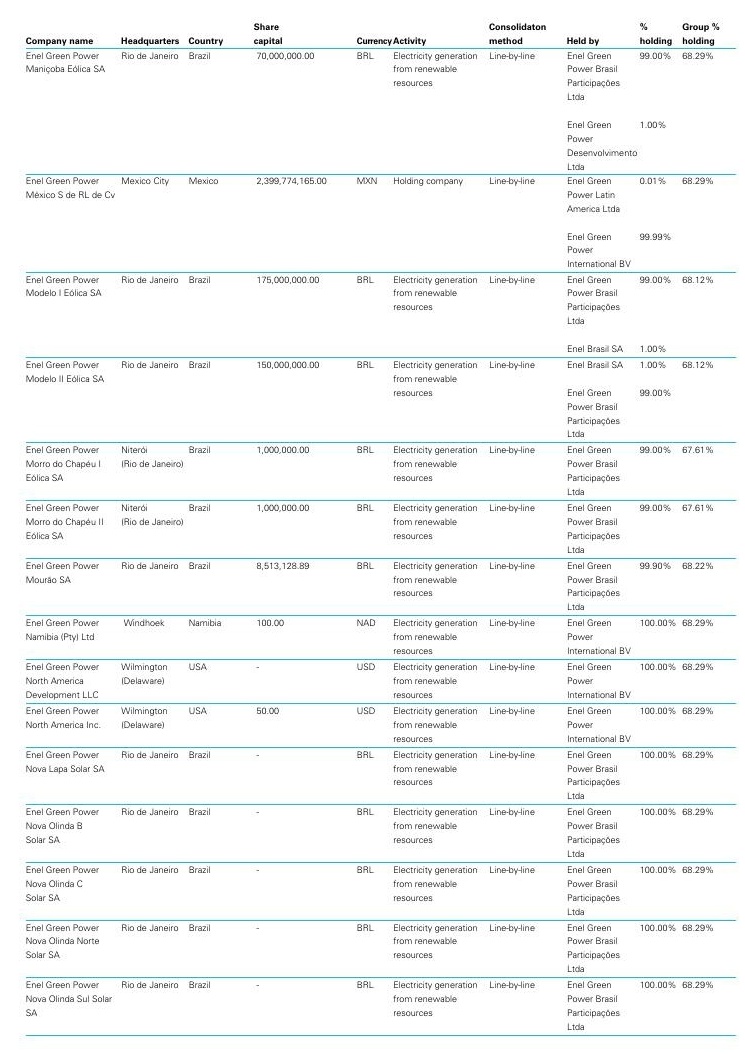 Company name Headquarters Country Share capital Currency Activity Consolidaton method Held by % holding Group % holding
Enel Green Power Rio de Janeiro Brazil 70,000,000.00 BRL Electricity generation Line-by-line Enel Green 99.00% 68.29%
Maniçoba Eólica SA from renewable Power Brasil
resources Participações
Ltda
Enel Green 1.00%
Power
Desenvolvimento
Ltda
Enel Green Power Mexico City Mexico 2,399,774,165.00 MXN Holding company Line-by-line Enel Green 0.01% 68.29%
México S de RL de Cv Power Latin
America Ltda
Enel Green 99.99%
Power
International BV
Enel Green Power Rio de Janeiro Brazil 175,000,000.00 BRL Electricity generation Line-by-line Enel Green 99.00% 68.12%
Modelo I Eólica SA from renewable Power Brasil
resources Participações
Ltda
Enel Brasil SA 1.00%
Enel Green Power Rio de Janeiro Brazil 150,000,000.00 BRL Electricity generation Line-by-line Enel Brasil SA 1.00% 68.12%
Modelo II Eólica SA from renewable
resources Enel Green 99.00%
Power Brasil
Participações
Ltda
Enel Green Power Niterói Brazil 1,000,000.00 BRL Electricity generation Line-by-line Enel Green 99.00% 67.61%
Morro do Chapéu I (Rio de Janeiro) from renewable Power Brasil
Eólica SA resources Participações
Ltda
Enel Green Power Niterói Brazil 1,000,000.00 BRL Electricity generation Line-by-line Enel Green 99.00% 67.61%
Morro do Chapéu II (Rio de Janeiro) from renewable Power Brasil
Eólica SA resources Participações
Ltda
Enel Green Power Rio de Janeiro Brazil 8,513,128.89 BRL Electricity generation Line-by-line Enel Green 99.90% 68.22%
Mourão SA from renewable Power Brasil
resources Participações
Ltda
Enel Green Power Windhoek Namibia 100.00 NAD Electricity generation Line-by-line Enel Green 100.00% 68.29%
Namibia (Pty) Ltd from renewable Power
resources International BV
Enel Green Power Wilmington USA - USD Electricity generation Line-by-line Enel Green 100.00% 68.29%
North America (Delaware) from renewable Power
Development LLC resources International BV
Enel Green Power Wilmington USA 50.00 USD Electricity generation Line-by-line Enel Green 100.00% 68.29%
North America Inc. (Delaware) from renewable Power
resources International BV
Enel Green Power Rio de Janeiro Brazil - BRL Electricity generation Line-by-line Enel Green 100.00% 68.29%
Nova Lapa Solar SA from renewable Power Brasil
resources Participações
Ltda
Enel Green Power Rio de Janeiro Brazil - BRL Electricity generation Line-by-line Enel Green 100.00% 68.29%
Nova Olinda B from renewable Power Brasil
Solar SA resources Participações
Ltda
Enel Green Power Rio de Janeiro Brazil - BRL Electricity generation Line-by-line Enel Green 100.00% 68.29%
Nova Olinda C from renewable Power Brasil
Solar SA resources Participações
Ltda
Enel Green Power Rio de Janeiro Brazil - BRL Electricity generation Line-by-line Enel Green 100.00% 68.29%
Nova Olinda Norte from renewable Power Brasil
Solar SA resources Participações
Ltda
Enel Green Power Rio de Janeiro Brazil - BRL Electricity generation Line-by-line Enel Green 100.00% 68.29%
Nova Olinda Sul Solar from renewable Power Brasil
SA resources Participações
Ltda